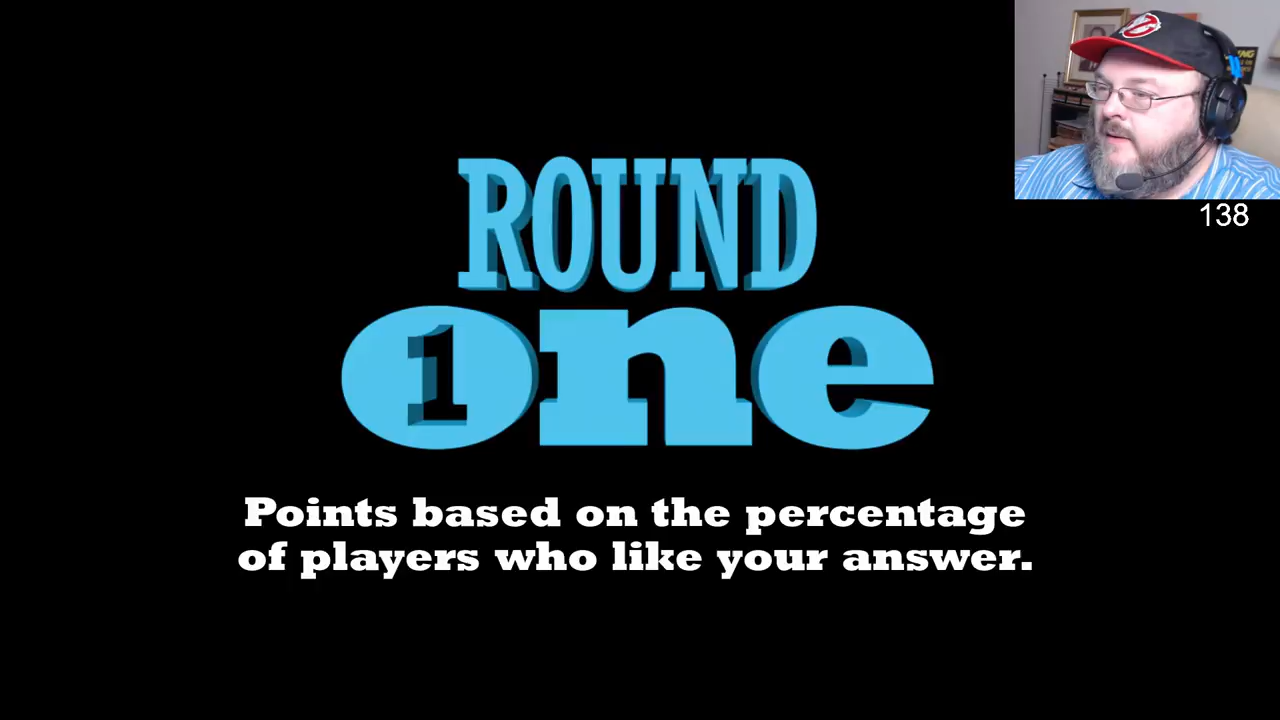 ROUND
One
1
Points based on the percentage
of players who like your answer.
138